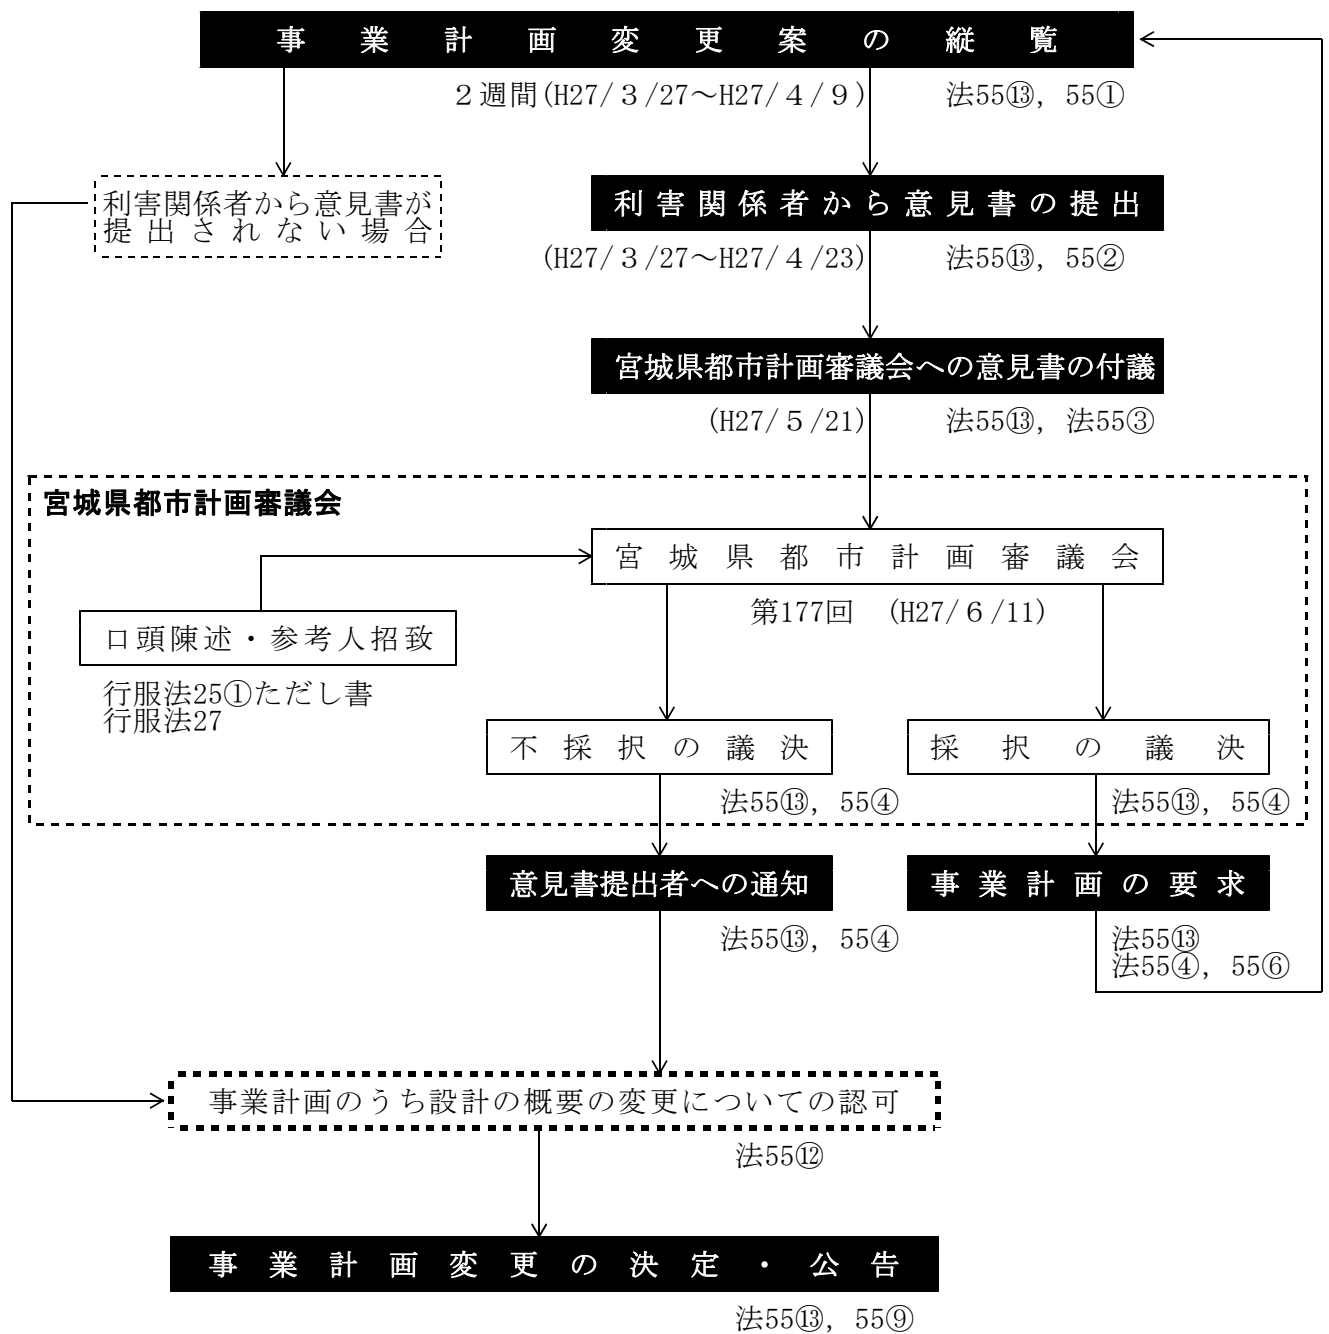 事業計画変更案の縦覧
２週間(H27/３/27～H27/４/９) 法55⑬, 55①
利害関係者から意見書が
提出されない場合
利害関係者から意見書の提出
(H27/３/27～H27/４/23) 法55⑬, 55②
宮城県都市計画審議会への意見書の付議
(H27/５/21) 法55⑬, 法55③
宮城県都市計画審議会
宮城県都市計画審議会
第177回 (H27/６/11)
口頭陳述・参考人招致
行服法25①ただし書
行服法27
不採択の議決
採択の議決
法55⑬, 55④
法55⑬, 55④
意見書提出者への通知
事業計画の要求
法55⑬, 55④
法55⑬
法55④, 55⑥
事業計画のうち設計の概要の変更についての認可
法55⑫
事業計画変更の決定・公告
法55⑬, 55⑨